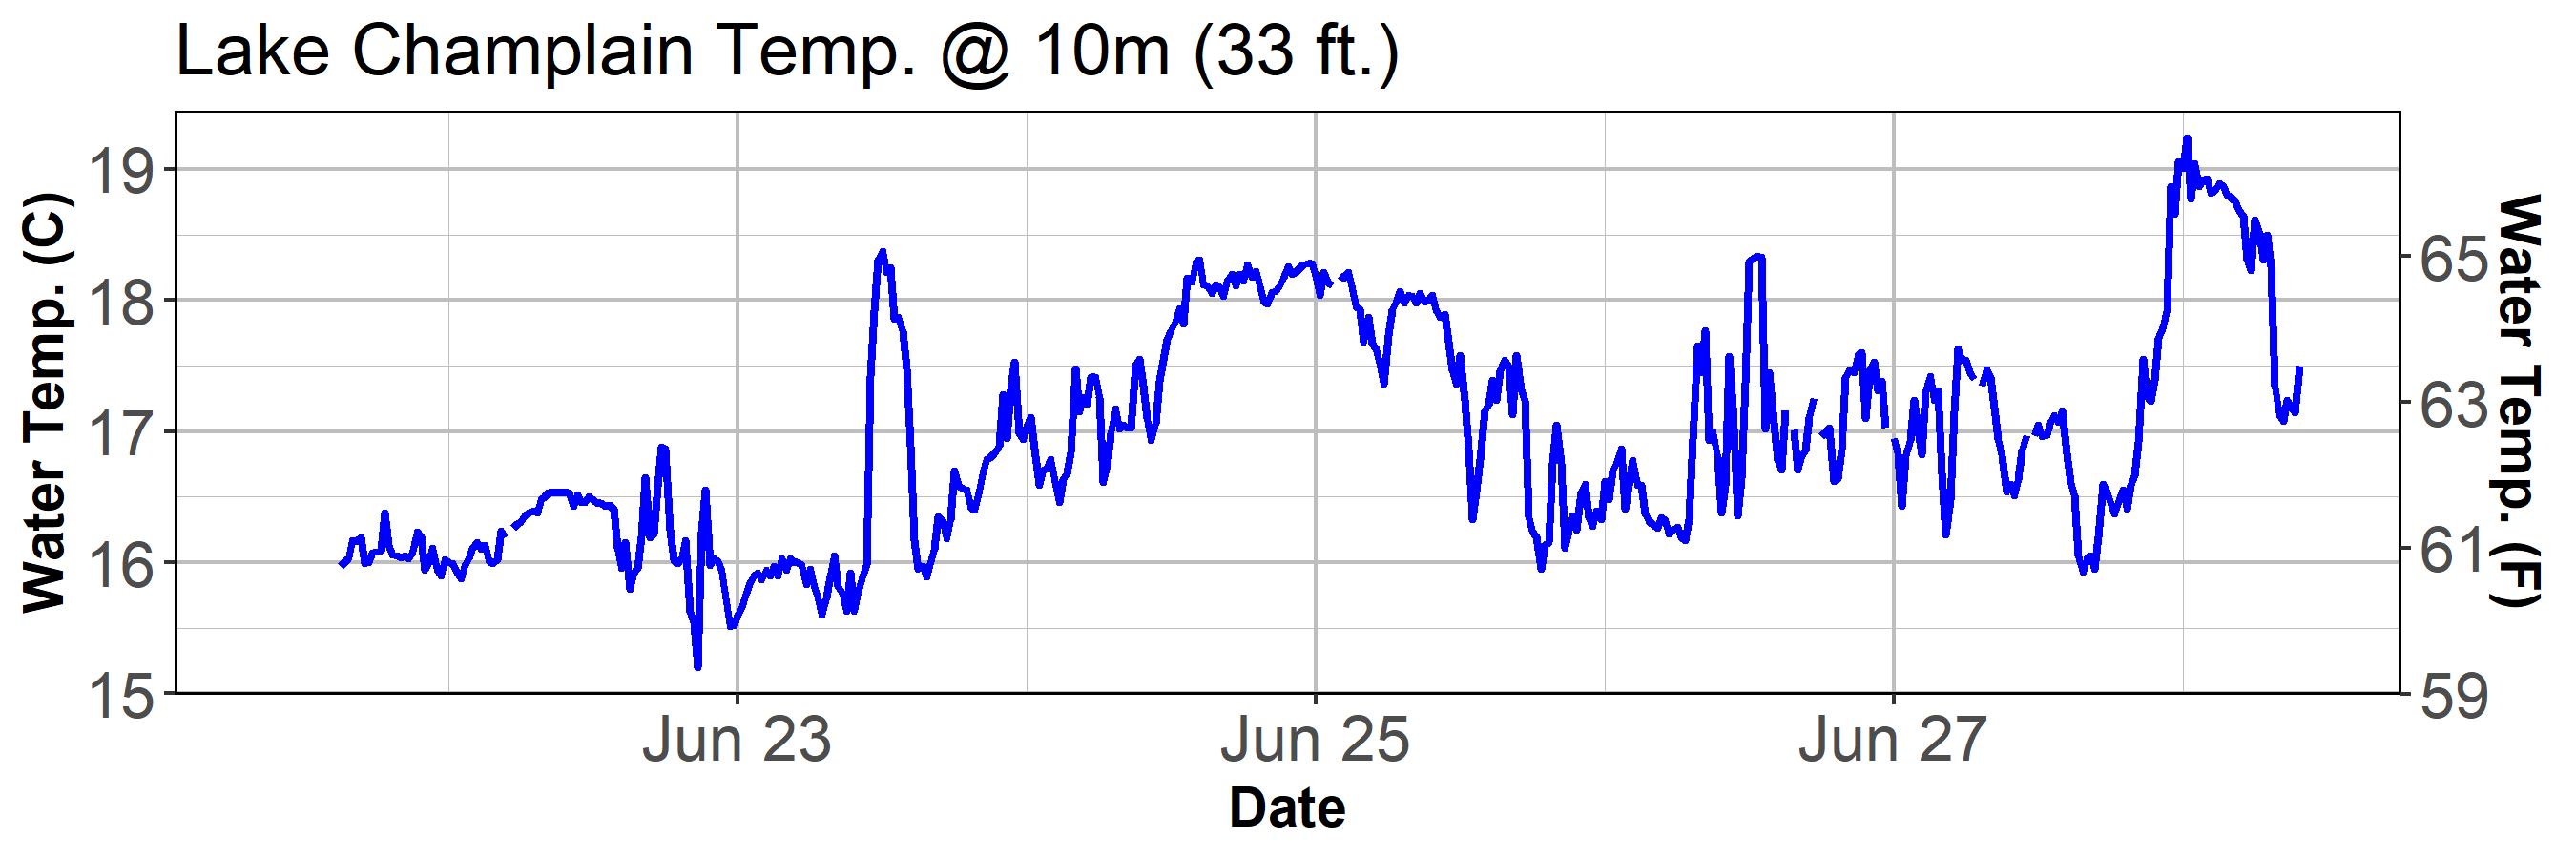 Lake Champlain Temp. @ 10m (33 ft.)
Water Temp. (C)
19
18
17
16
15
65
63
61
59
Water Temp. (F)
Jun 23
Jun 25
Jun 27
Date